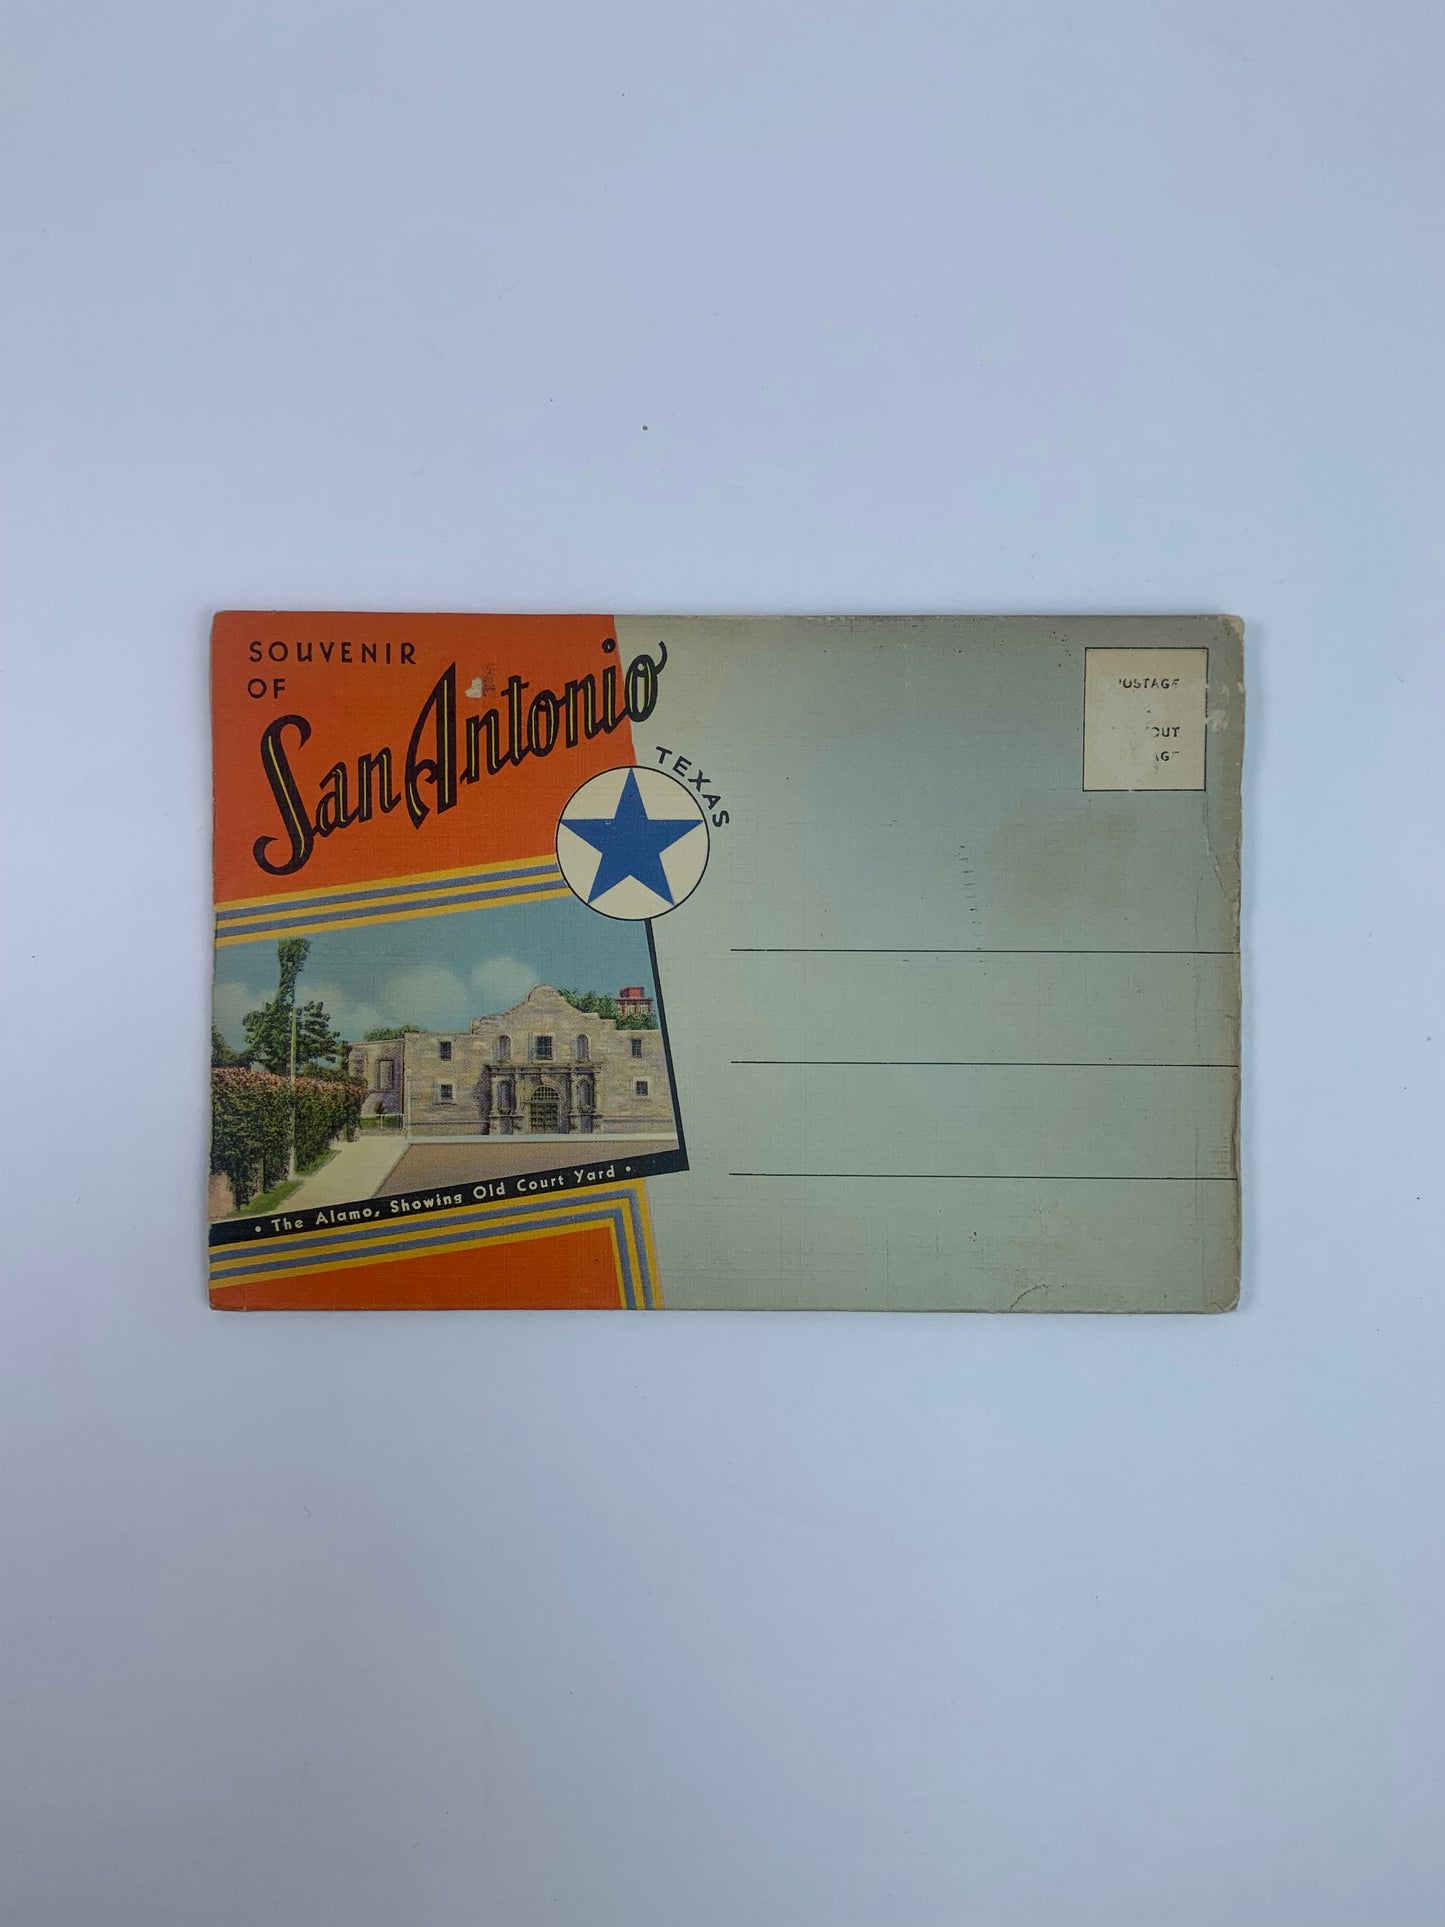 SOUVENIR
OF
San Antonio
TEXAS
• The Alamo, Showing Old Court Yard •